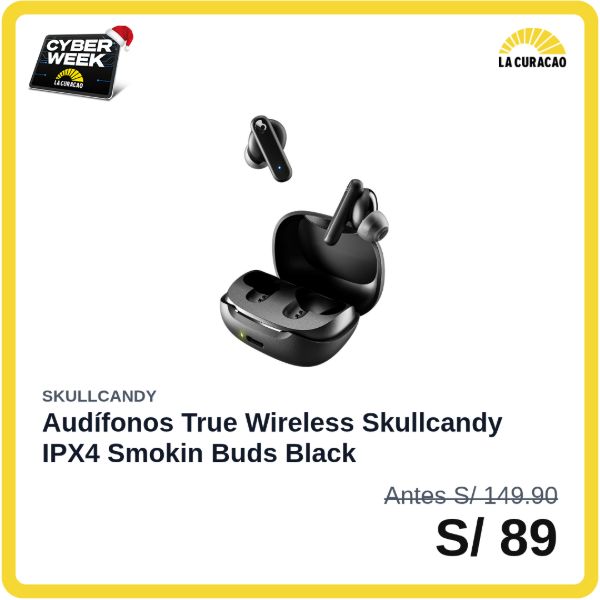 CYBER
WEEK
LA CURACAO
LA CURACAO
SKULLCANDY
Audífonos True Wireless Skullcandy
IPX4 Smokin Buds Black
Antes S/ 149.90
S/ 89